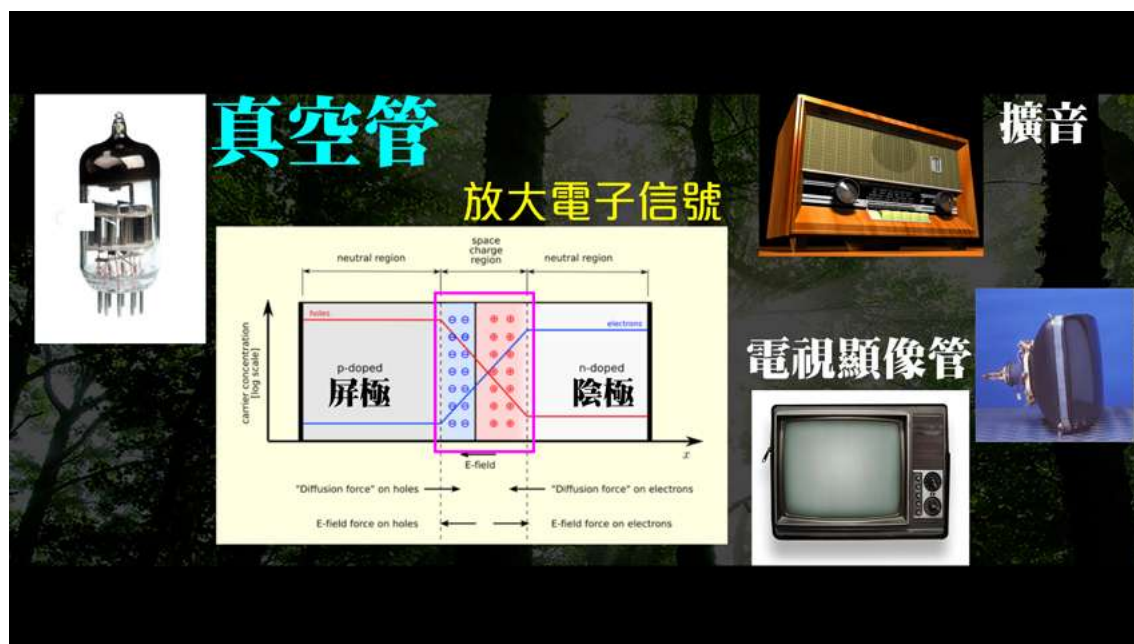 真空管
放大電子信號
擴音
電視顯像管
space
charge
region
neutral region
neutral region
holes
electrons
carrier concentration
[log scale]
p-doped
屏極
n-doped
陰極
x
E-field
"Diffusion force" on holes
"Diffusion force" on electrons
E-field force on holes
E-field force on electrons